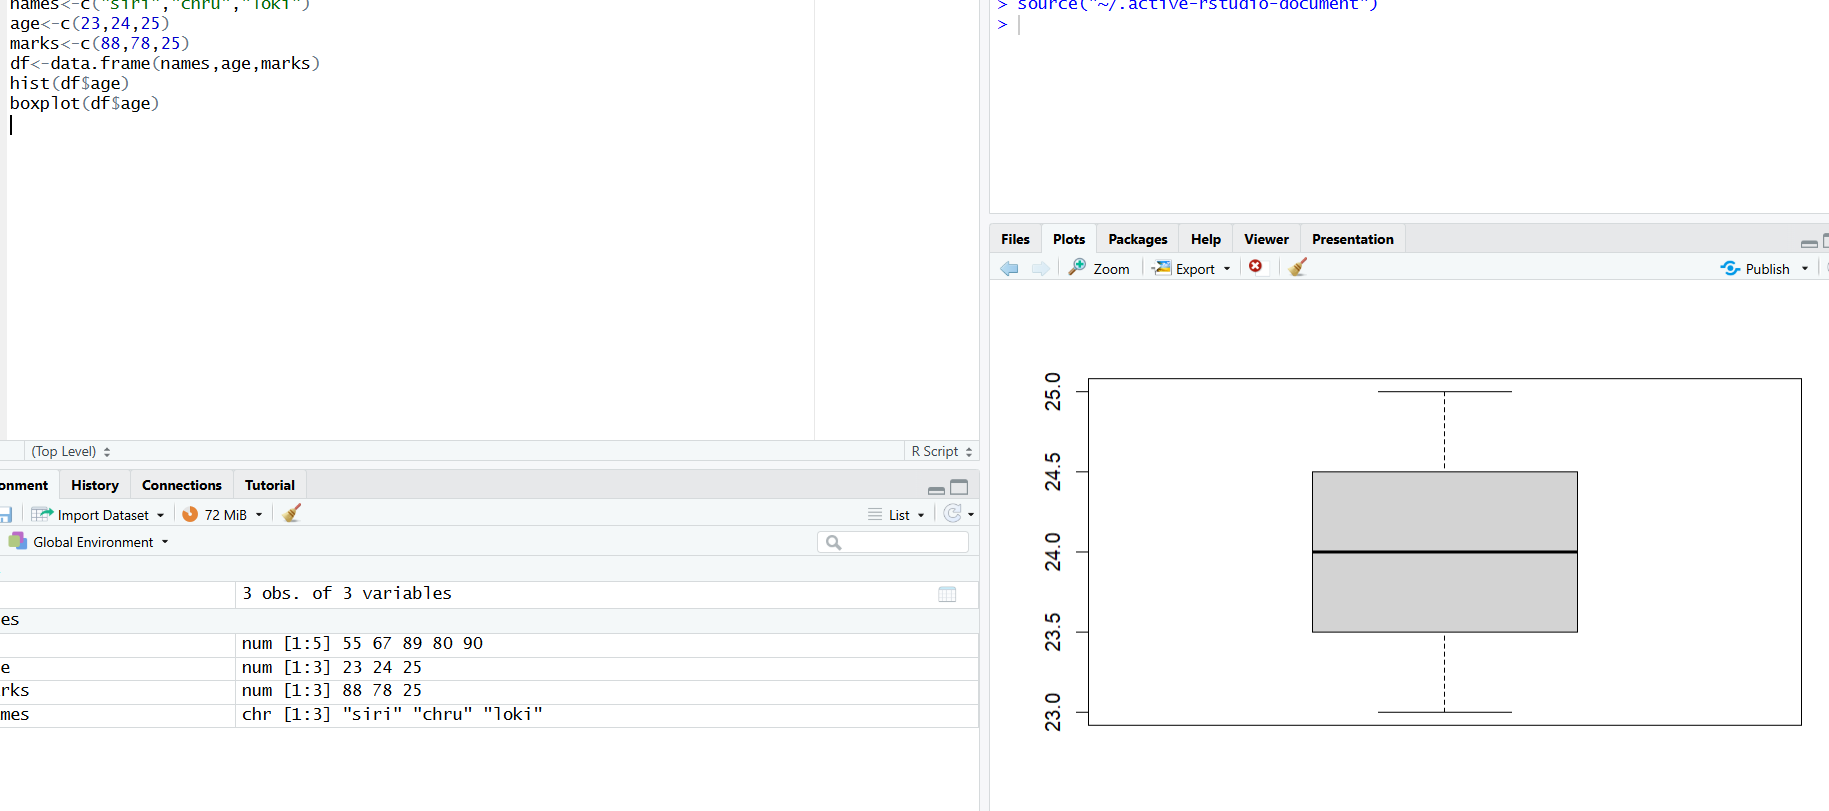 names<-c("siri","chru","loki")
age<-c(23,24,25)
marks<-c(88,78,25)
df<-data.frame(names,age,marks)
hist(df$age)
boxplot(df$age)
(Top Level)
R Script
onment History Connections Tutorial
Import Dataset 72 MiB List
Global Environment
3 obs. of 3 variables
es
num [1:5] 55 67 89 80 90
e num [1:3] 23 24 25
rks num [1:3] 88 78 25
mes chr [1:3] "siri" "chru" "loki"
> source("~/.active-rstudio-document")
>
Files Plots Packages Help Viewer Presentation
Zoom Export Publish
25.0
24.5
24.0
23.5
23.0